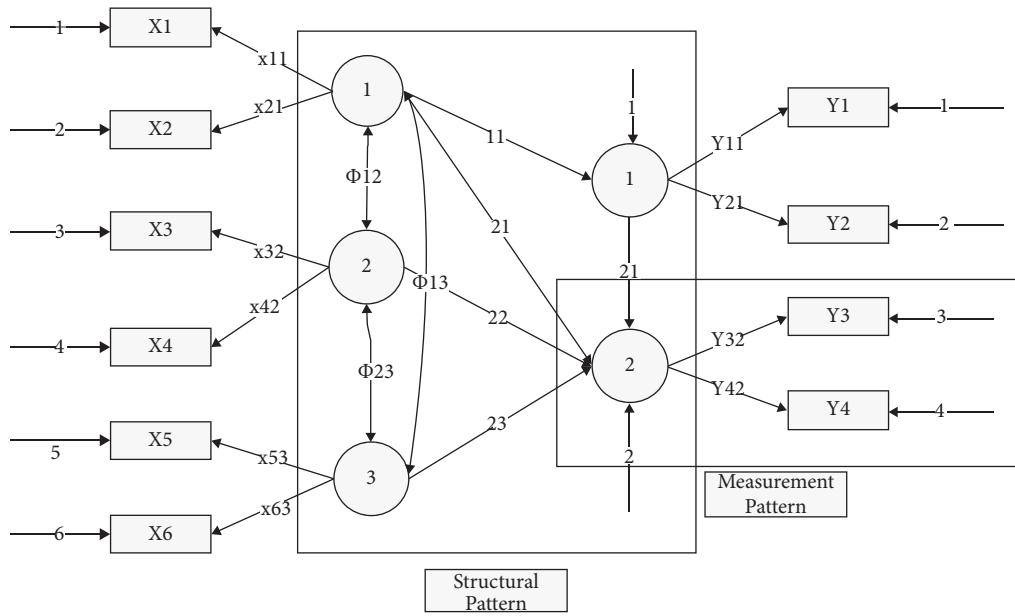 1
X1
x11
x21
2
X2
1
Φ12
11
1
1
Y11
Y1
1
Y21
Y2
2
3
X3
x32
x42
2
21
Φ13
21
22
4
X4
Φ23
2
Y32
Y3
3
Y42
Y4
4
5
X5
x53
x63
3
23
2
6
X6
Measurement
Pattern
Structural
Pattern